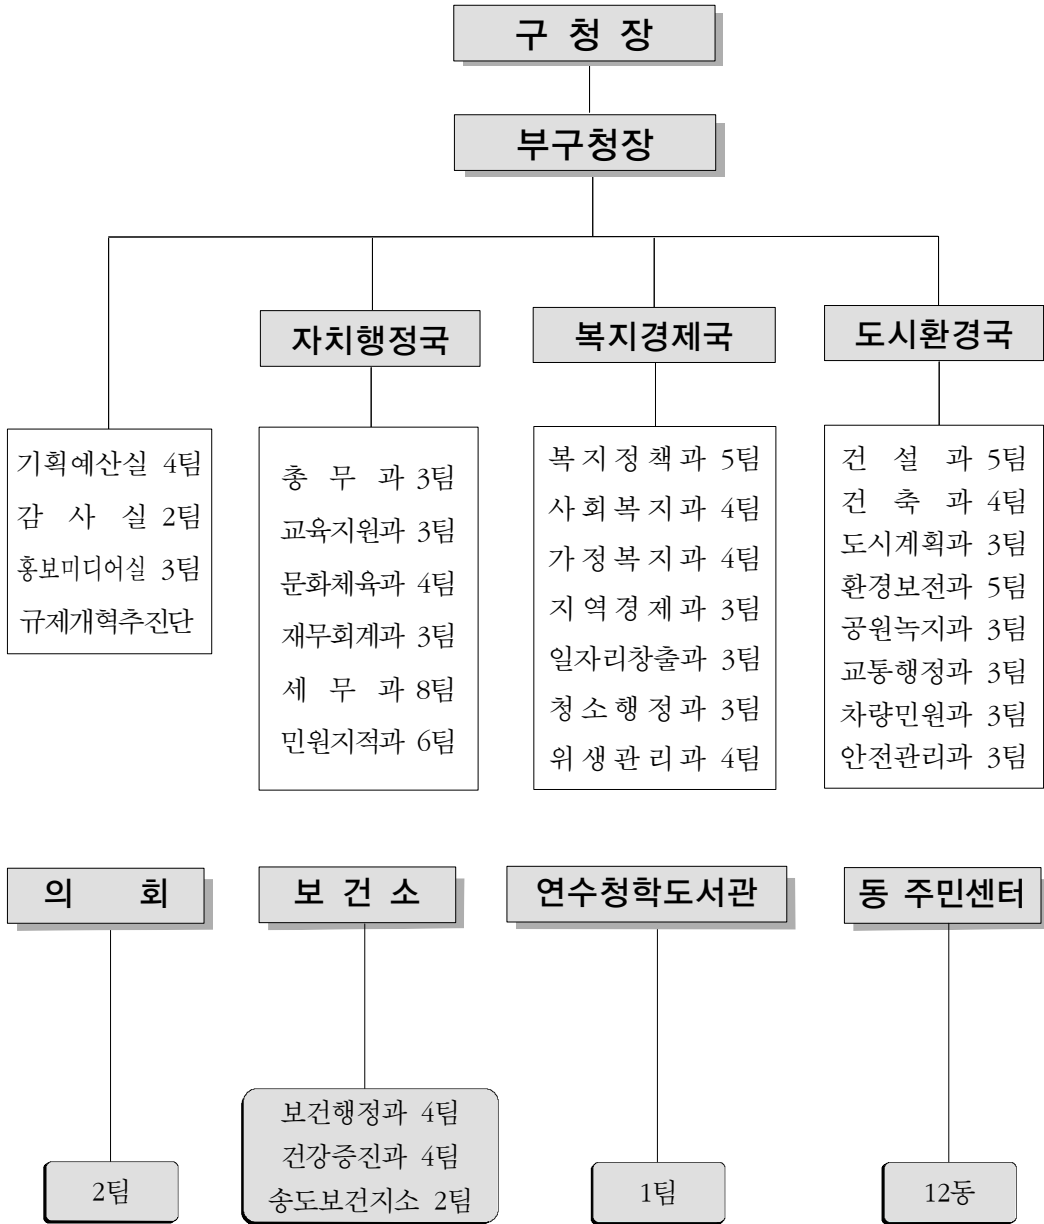 구 청 장
부구청장
자치행정국
복지경제국
도시환경국
기획예산실 4팀
감 사 실 2팀
홍보미디어실 3팀
규제개혁추진단
총 무 과 3팀
교육지원과 3팀
문화체육과 4팀
재무회계과 3팀
세 무 과 8팀
민원지적과 6팀
복지정책과 5팀
사회복지과 4팀
가정복지과 4팀
지역경제과 3팀
일자리창출과 3팀
청소행정과 3팀
위생관리과 4팀
건 설 과 5팀
건 축 과 4팀
도시계획과 3팀
환경보전과 5팀
공원녹지과 3팀
교통행정과 3팀
차량민원과 3팀
안전관리과 3팀
의 회
보 건 소
연수청학도서관
동 주민센터
2팀
보건행정과 4팀
건강증진과 4팀
송도보건지소 2팀
1팀
12동